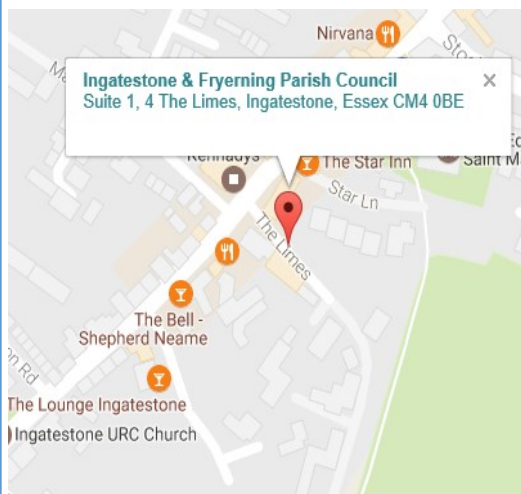 Nirvana
Ingatestone & Fryerning Parish Council
Suite 1, 4 The Limes, Ingatestone, Essex CM4 0BE
The Star Inn
Saint M
Star Ln
The Limes
The Bell -
Shepherd Neame
The Lounge Ingatestone
Ingatestone URC Church